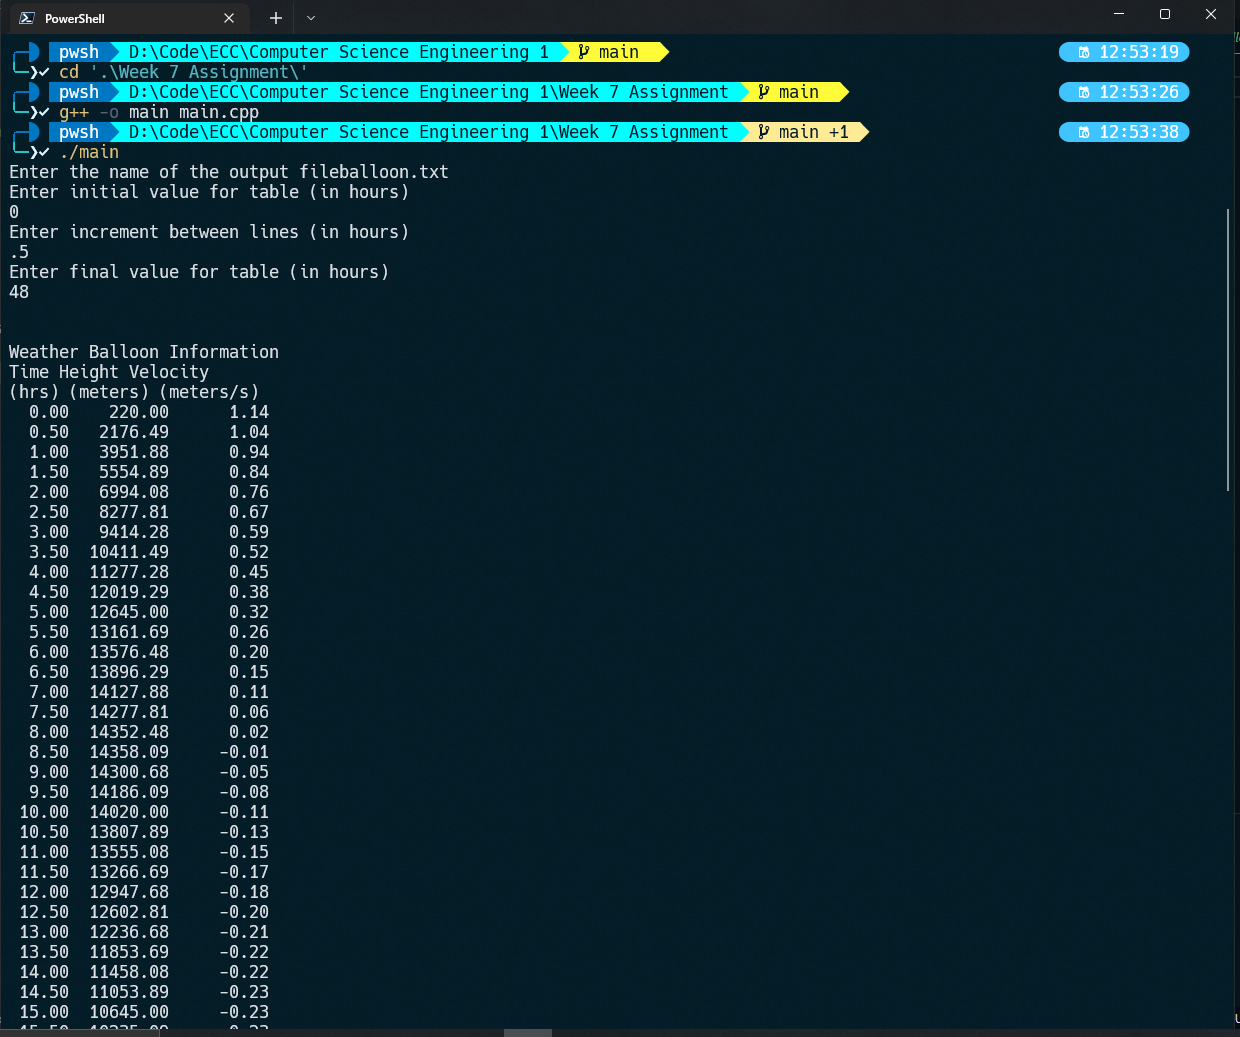 PowerShell
pwsh D:\Code\ECC\Computer Science Engineering 1 main 12:53:19
cd '.\Week 7 Assignment\'
pwsh D:\Code\ECC\Computer Science Engineering 1\Week 7 Assignment main 12:53:26
g++ -o main main.cpp
pwsh D:\Code\ECC\Computer Science Engineering 1\Week 7 Assignment main +1 12:53:38
./main
Enter the name of the output fileballoon.txt
Enter initial value for table (in hours)
0
Enter increment between lines (in hours)
.5
Enter final value for table (in hours)
48
Weather Balloon Information
Time Height Velocity
(hrs) (meters) (meters/s)
0.00 220.00 1.14
0.50 2176.49 1.04
1.00 3951.88 0.94
1.50 5554.89 0.84
2.00 6994.08 0.76
2.50 8277.81 0.67
3.00 9414.28 0.59
3.50 10411.49 0.52
4.00 11277.28 0.45
4.50 12019.29 0.38
5.00 12645.00 0.32
5.50 13161.69 0.26
6.00 13576.48 0.20
6.50 13896.29 0.15
7.00 14127.88 0.11
7.50 14277.81 0.06
8.00 14352.48 0.02
8.50 14358.09 -0.01
9.00 14300.68 -0.05
9.50 14186.09 -0.08
10.00 14020.00 -0.11
10.50 13807.89 -0.13
11.00 13555.08 -0.15
11.50 13266.69 -0.17
12.00 12947.68 -0.18
12.50 12602.81 -0.20
13.00 12236.68 -0.21
13.50 11853.69 -0.22
14.00 11458.08 -0.22
14.50 11053.89 -0.23
15.00 10645.00 -0.23